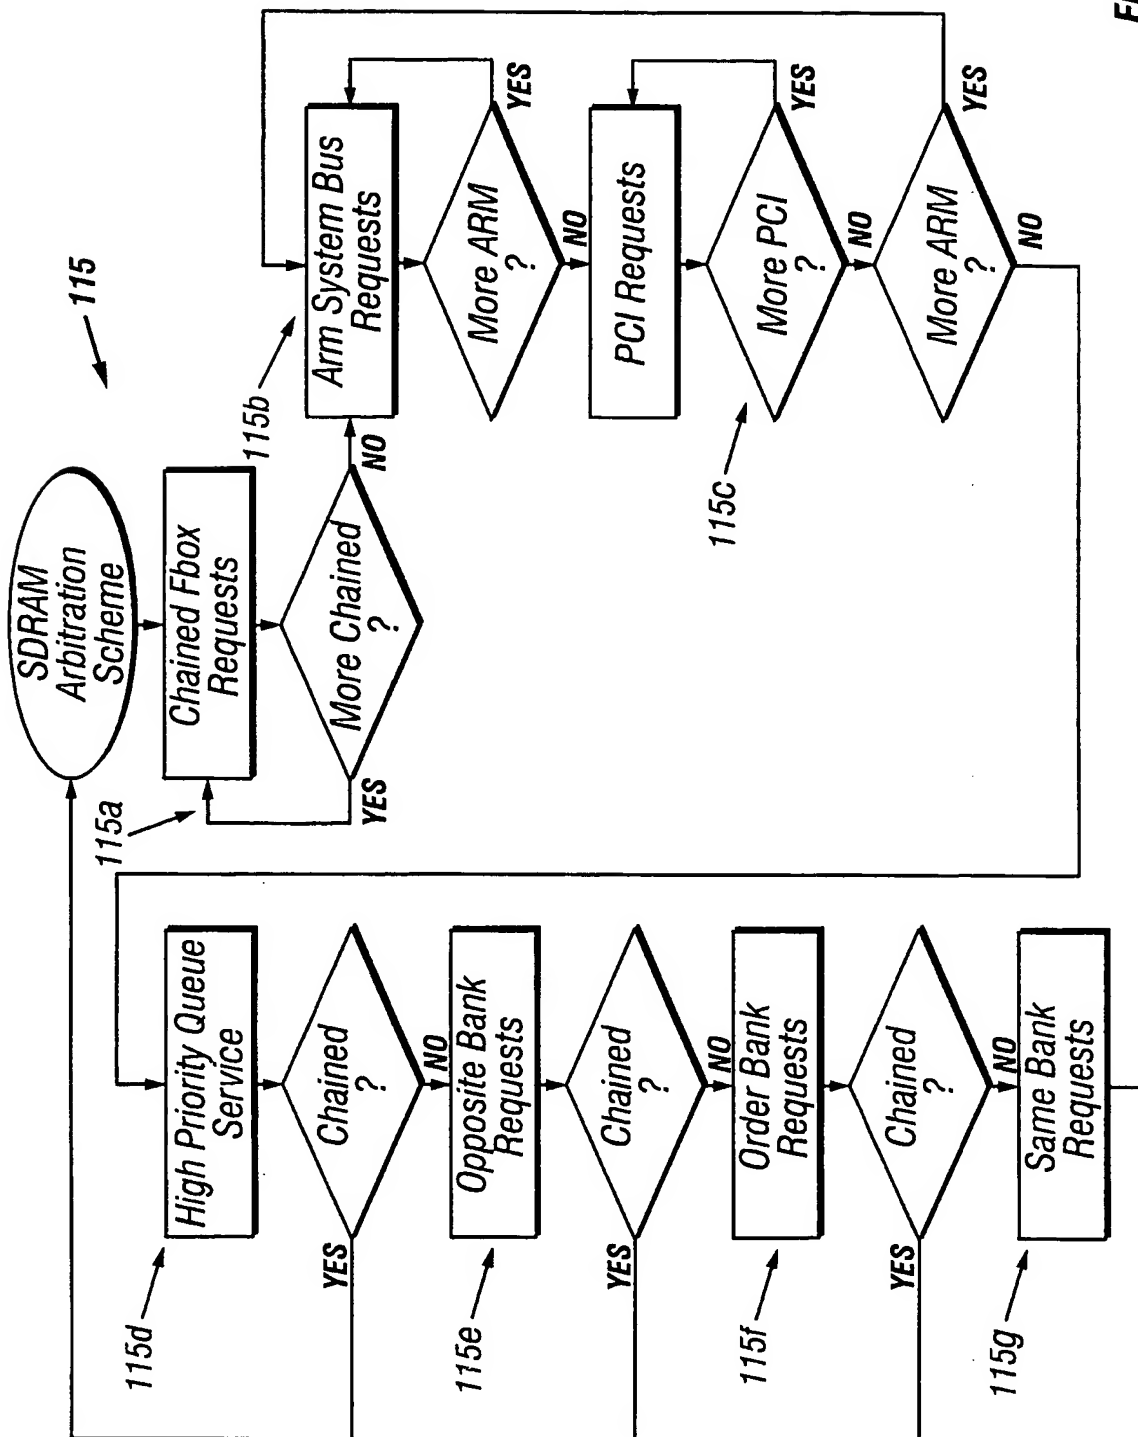 115
SDRAM
Arbitration
Scheme
115a
Chained Fbox
Requests
More Chained
?
YES
NO
115b
Arm System Bus
Requests
More ARM
?
YES
NO
PCI Requests
115c
More PCI
?
YES
NO
More ARM
?
YES
NO
115d
High Priority Queue
Service
Chained
?
YES
NO
115e
Opposite Bank
Requests
Chained
?
YES
NO
115f
Order Bank
Requests
Chained
?
YES
NO
115g
Same Bank
Requests